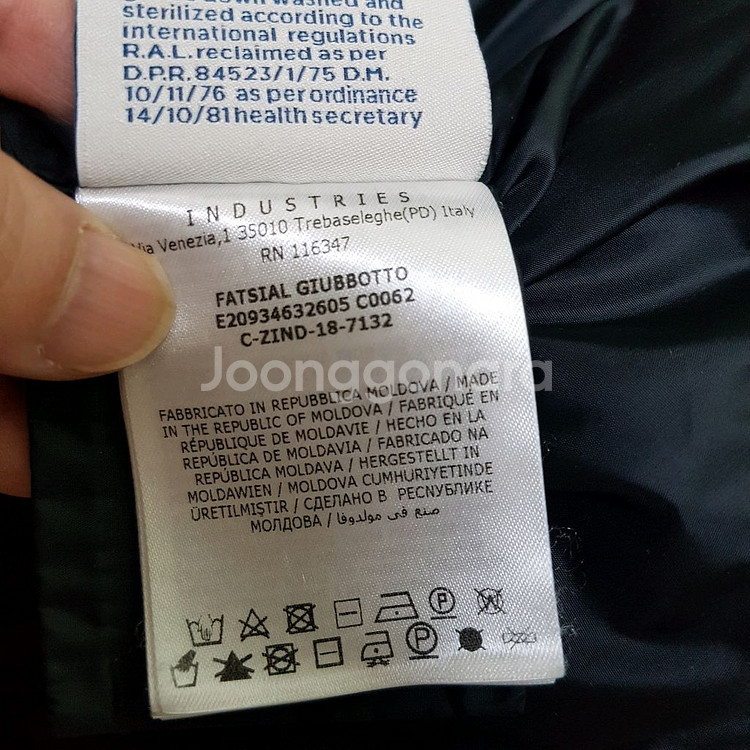 washed and
sterilized according to the
international regulations
R.A.L. reclaimed as per
D.P.R. 84523/1/75 D.M.
10/11/76 as per ordinance
14/10/81 health secretary
INDUSTRIES
Via Venezia,1 35010 Trebaseleghe(PD) Italy
RN 116347
FATSIAL GIUBBOTTO
E20934632605 C0062
C-ZIND-18-7132
Joonggonara
FABBRICATO IN REPUBBLICA MOLDOVA / MADE
IN THE REPUBLIC OF MOLDOVA / FABRIQUÉ EN
RÉPUBLIQUE DE MOLDAVIE / HECHO EN LA
REPÚBLICA DE MOLDAVIA / FABRICADO NA
REPÚBLICA MOLDAVA / HERGESTELLT IN
MOLDAWIEN / MOLDOVA CUMHURIYETINDE
ÜRETILMIŞTIR / СДЕЛАНО В РЕСПУБЛИКЕ
МОЛДОВА / صنع في مولدوفا
P
W
P